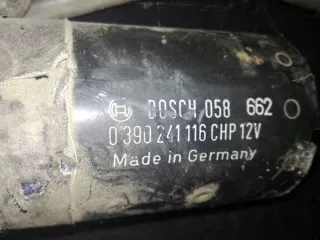 BOSCH 058 662
0 390 241 116 CHP 12V
Made in Germany